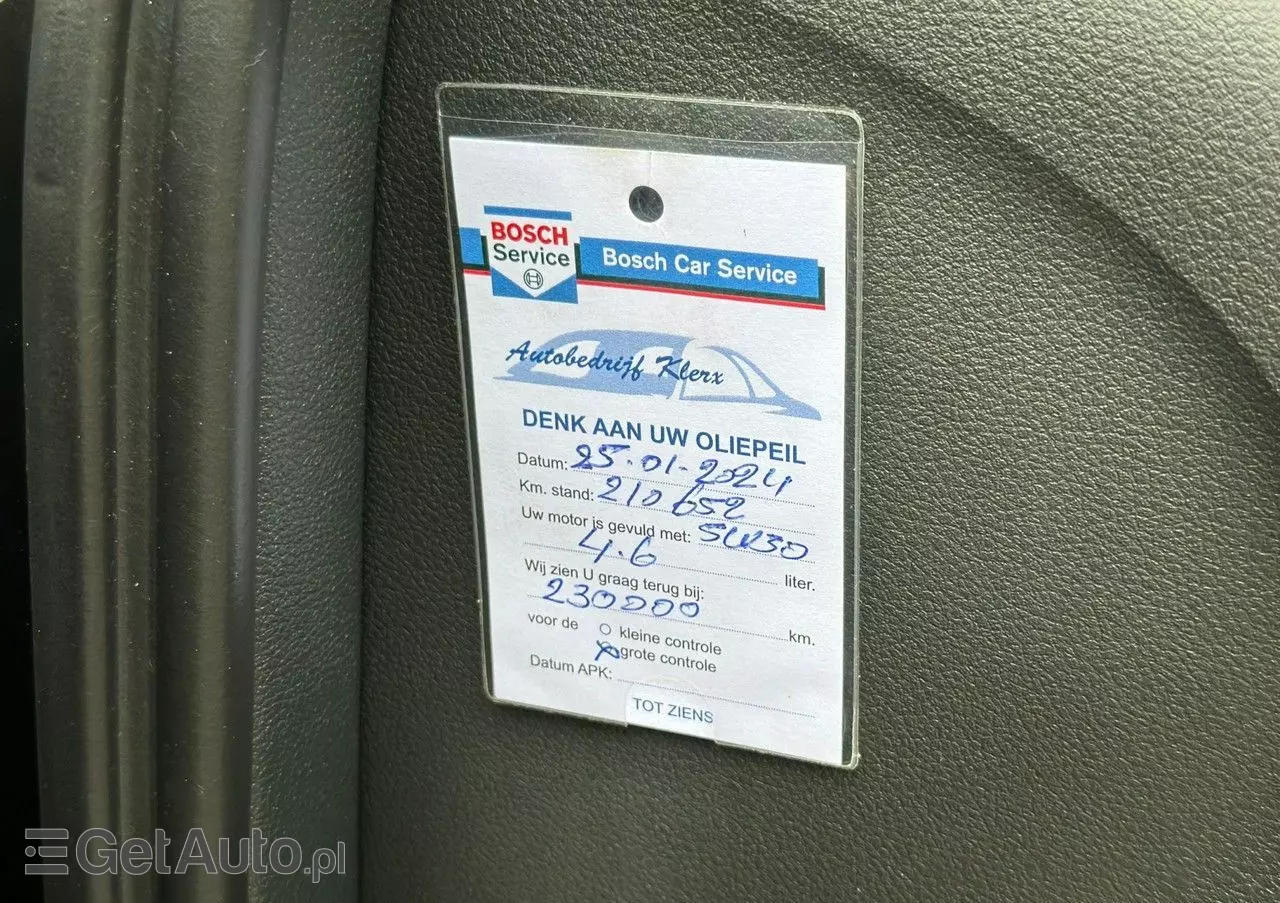 BOSCH
Service
Bosch Car Service
Autobedrijf Klerx
DENK AAN UW OLIEPEIL
Datum: 25-01-2024
Km. stand: 210 652
Uw motor is gevuld met: 5W30
4.6 liter.
Wij zien U graag terug bij:
230000 km.
voor de kleine controle
grote controle
Datum APK:
TOT ZIENS
GetAuto.pl